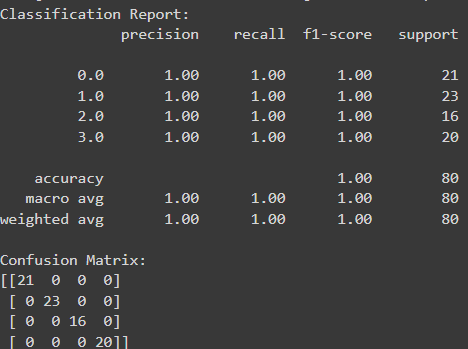 Classification Report:
precision recall f1-score support
0.0 1.00 1.00 1.00 21
1.0 1.00 1.00 1.00 23
2.0 1.00 1.00 1.00 16
3.0 1.00 1.00 1.00 20
accuracy 1.00 80
macro avg 1.00 1.00 1.00 80
weighted avg 1.00 1.00 1.00 80
Confusion Matrix:
[[21 0 0 0]
[ 0 23 0 0]
[ 0 0 16 0]
[ 0 0 0 20]]